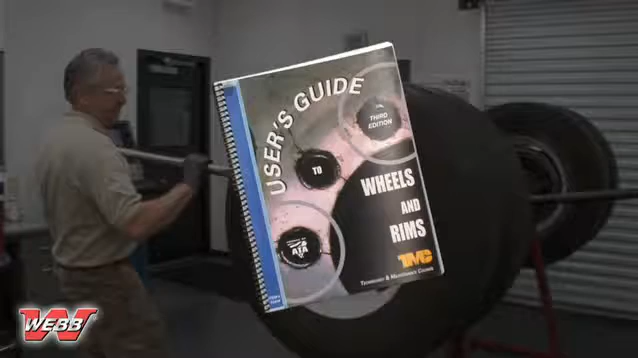 USER'S GUIDE
THIRD
EDITION
TO
WHEELS
AND
RIMS
ATA
TMC
TECHNOLOGY & MAINTENANCE COUNCIL
WEBB